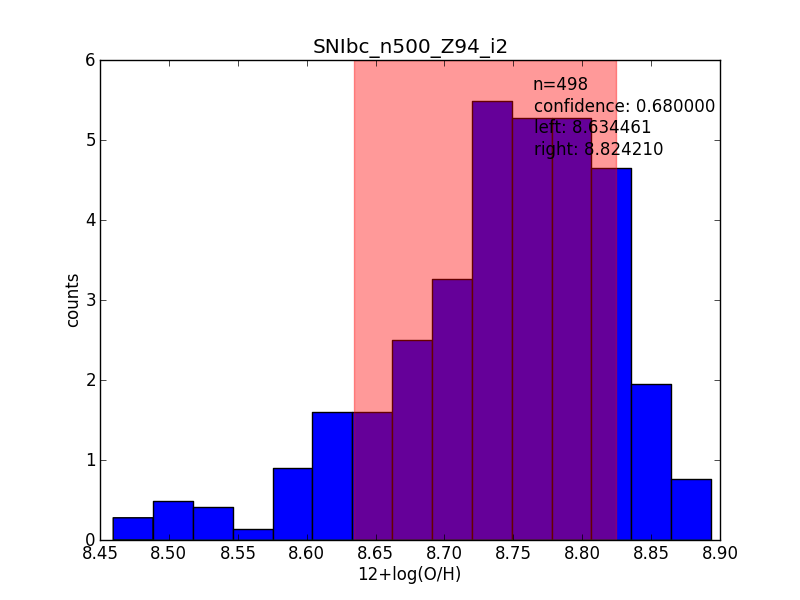 SNIbc_n500_Z94_i2
n=498
confidence: 0.680000
left: 8.634461
right: 8.824210
6
5
4
3
2
1
0
counts
8.45 8.50 8.55 8.60 8.65 8.70 8.75 8.80 8.85 8.90
12+log(O/H)